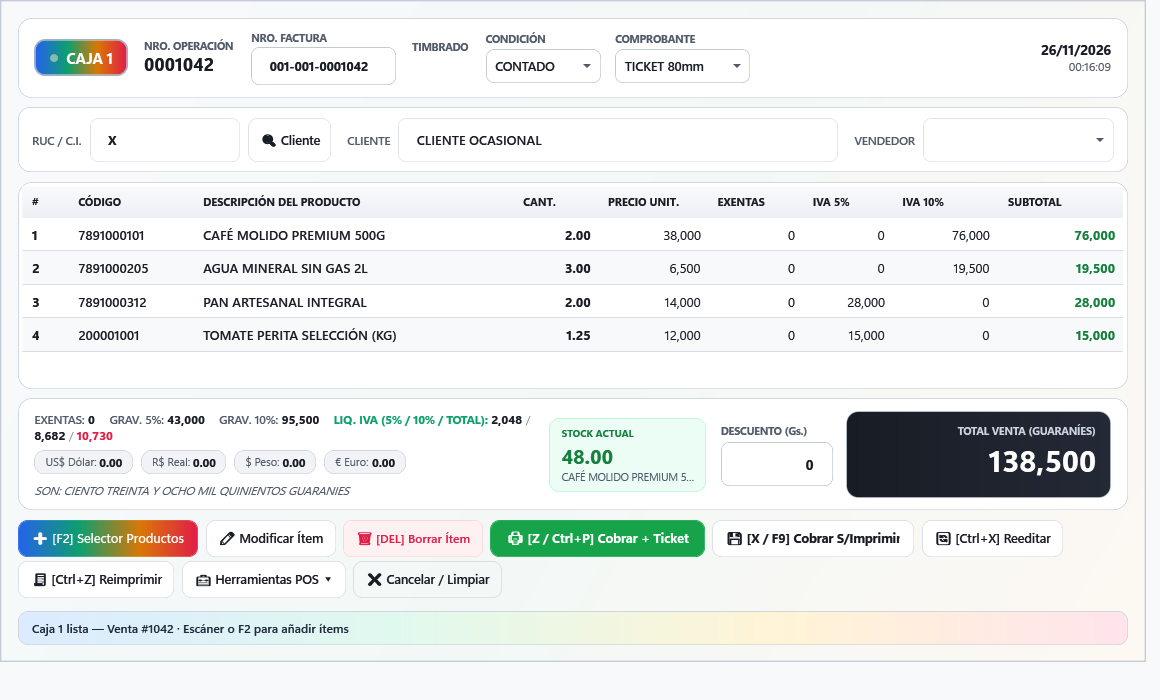 CAJA 1
NRO. OPERACIÓN
0001042
NRO. FACTURA
001-001-0001042
TIMBRADO
CONDICIÓN
CONTADO
COMPROBANTE
TICKET 80mm
26/11/2026
00:16:09
RUC / C.I. X Cliente CLIENTE CLIENTE OCASIONAL VENDEDOR
# CÓDIGO DESCRIPCIÓN DEL PRODUCTO CANT. PRECIO UNIT. EXENTAS IVA 5% IVA 10% SUBTOTAL
1 7891000101 CAFÉ MOLIDO PREMIUM 500G 2.00 38,000 0 0 76,000 76,000
2 7891000205 AGUA MINERAL SIN GAS 2L 3.00 6,500 0 0 19,500 19,500
3 7891000312 PAN ARTESANAL INTEGRAL 2.00 14,000 0 28,000 0 28,000
4 200001001 TOMATE PERITA SELECCIÓN (KG) 1.25 12,000 0 15,000 0 15,000
EXENTAS: 0 GRAV. 5%: 43,000 GRAV. 10%: 95,500 LIQ. IVA (5% / 10% / TOTAL): 2,048 /
8,682 / 10,730
US$ Dólar: 0.00 R$ Real: 0.00 $ Peso: 0.00 € Euro: 0.00
SON: CIENTO TREINTA Y OCHO MIL QUINIENTOS GUARANIES
STOCK ACTUAL
48.00
CAFÉ MOLIDO PREMIUM 5...
DESCUENTO (Gs.)
0
TOTAL VENTA (GUARANÍES)
138,500
[F2] Selector Productos Modificar Ítem [DEL] Borrar Ítem [Z / Ctrl+P] Cobrar + Ticket [X / F9] Cobrar S/Imprimir [Ctrl+X] Reeditar
[Ctrl+Z] Reimprimir Herramientas POS ▾ Cancelar / Limpiar
Caja 1 lista — Venta #1042 · Escáner o F2 para añadir ítems